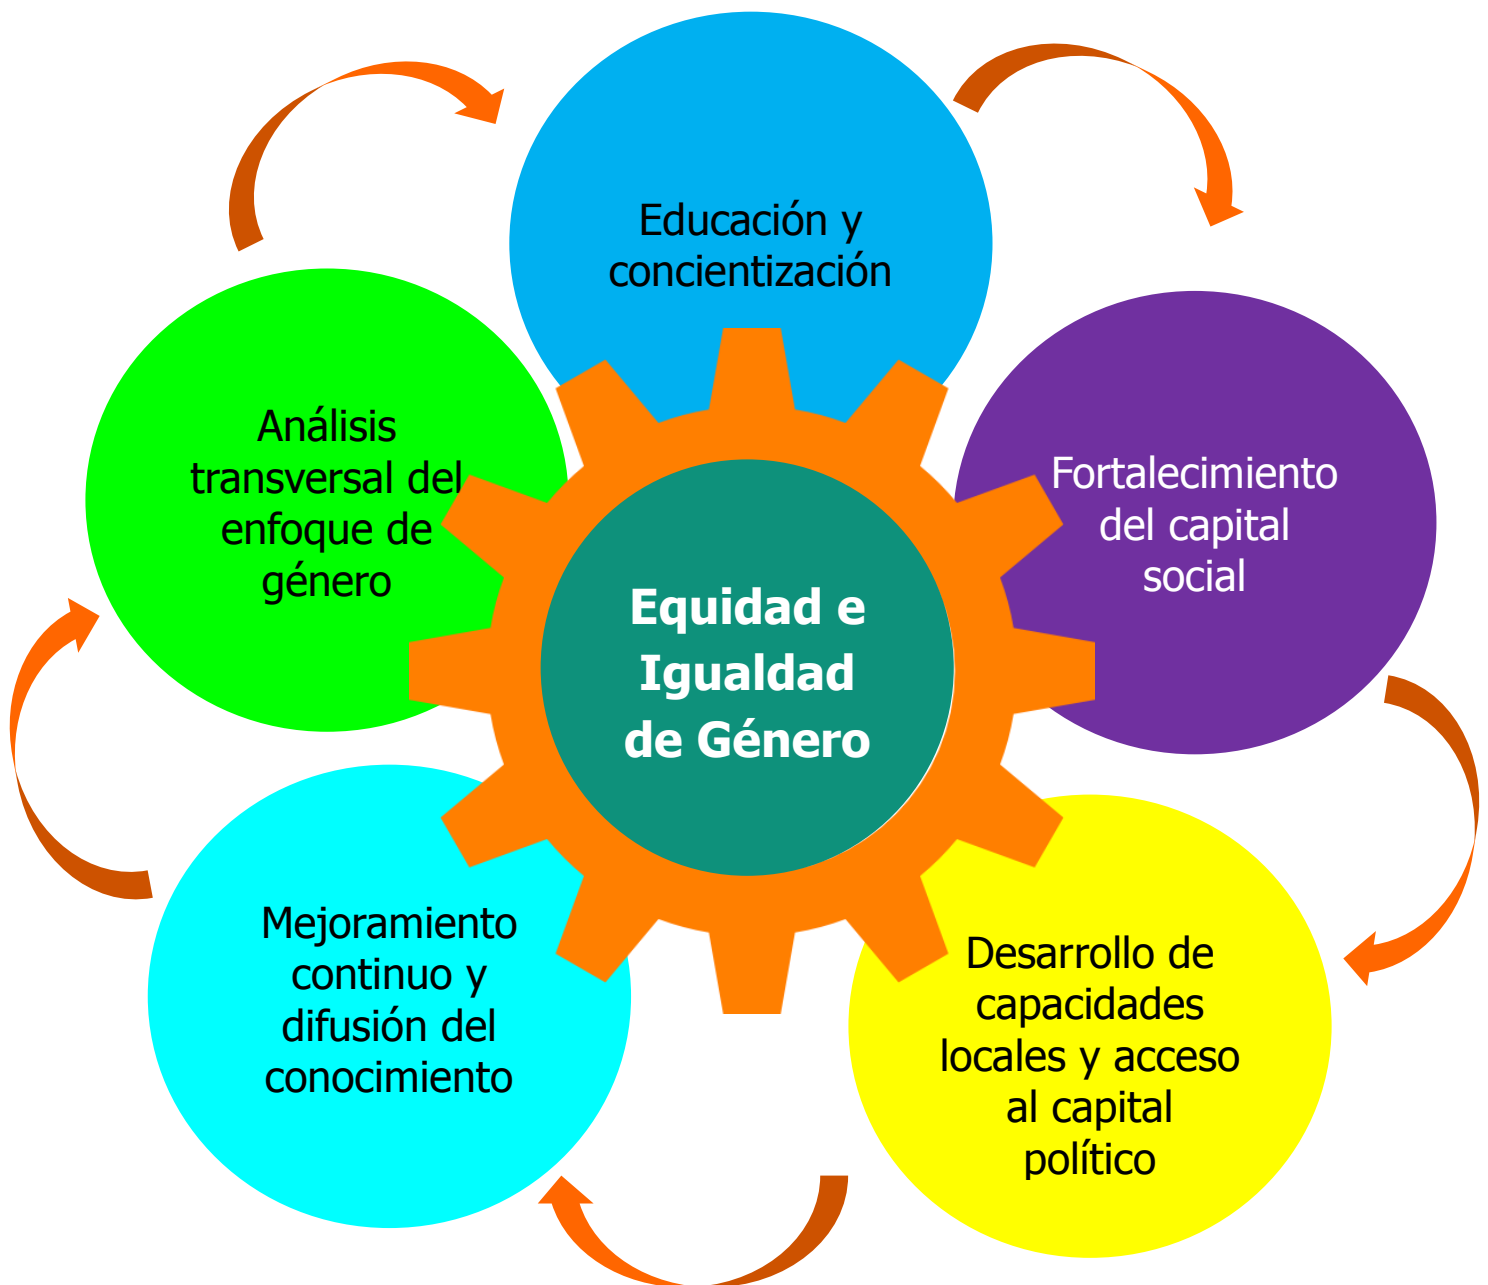 Educación y
concientización
Fortalecimiento
del capital
social
Desarrollo de
capacidades
locales y acceso
al capital
político
Mejoramiento
continuo y
difusión del
conocimiento
Análisis
transversal del
enfoque de
género
Equidad e
Igualdad
de Género